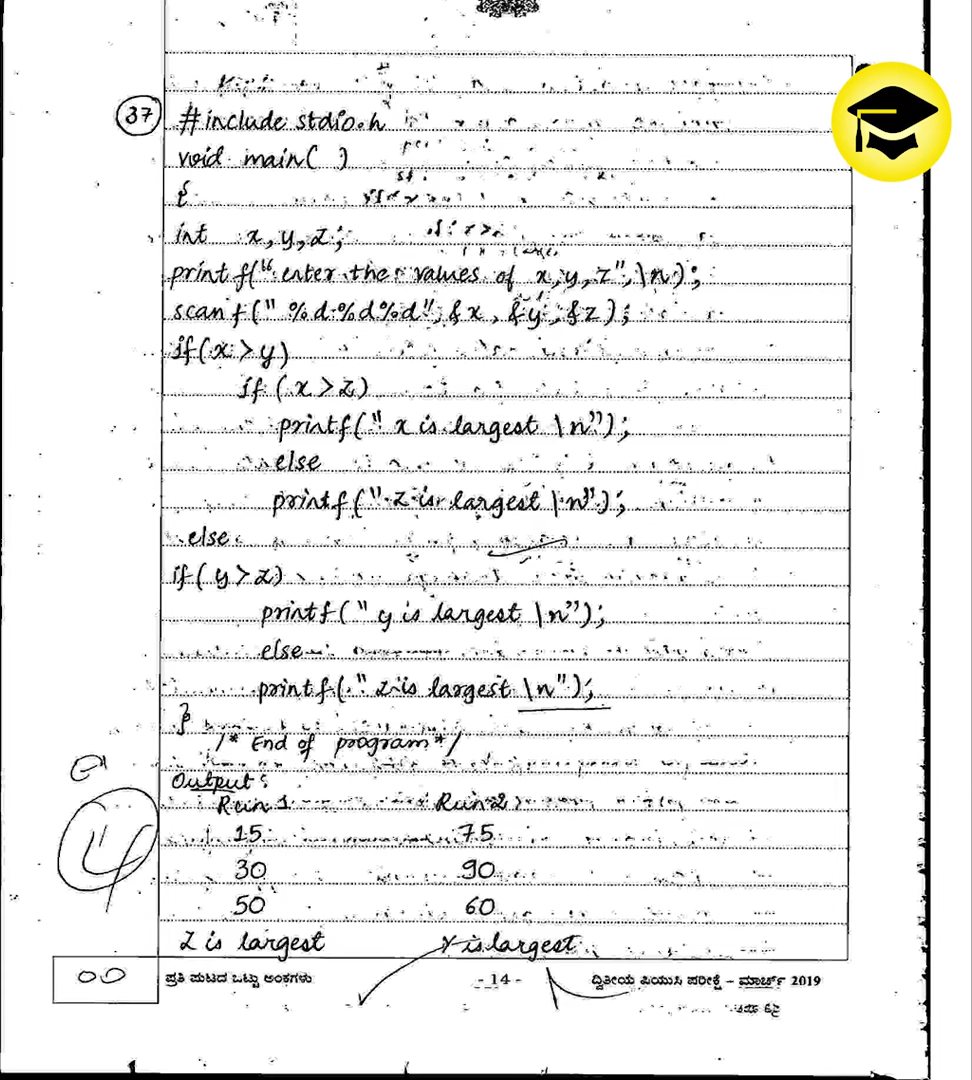 37 #include stdio.h
void main( )
{
int x, y, z;
printf(" enter the values of x, y, z", \n);
scanf(" %d %d %d", &x, &y, &z);
if(x > y)
if (x > z)
printf(" x is largest \n");
else
printf(" z is largest \n");
else
if( y > z)
printf(" y is largest \n");
else
printf(" z is largest \n");
}
/* End of program */
Output :
Run 1 Run 2
15 75
30 90
50 60
Z is largest Y is largest
4
ಪ್ರತಿ ಪುಟದ ಒಟ್ಟು ಅಂಕಗಳು - 14 - ದ್ವಿತೀಯ ಪಿಯುಸಿ ಪರೀಕ್ಷೆ – ಮಾರ್ಚ್ 2019